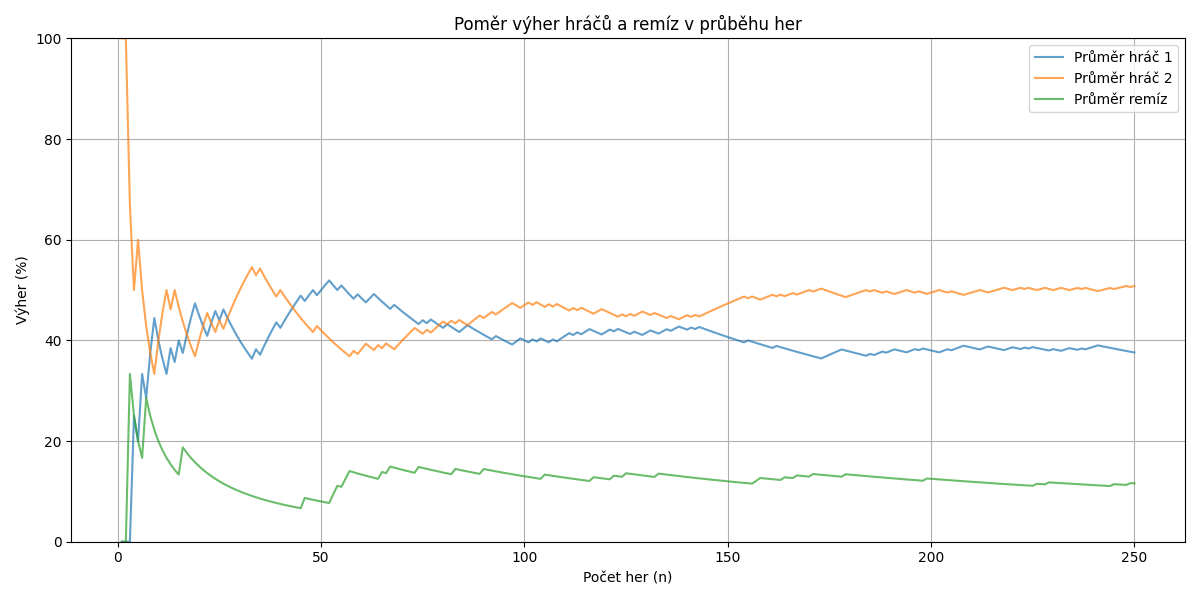 Poměr výher hráčů a remíz v průběhu her
Průměr hráč 1
Průměr hráč 2
Průměr remíz
Výher (%)
100
80
60
40
20
0
0 50 100 150 200 250
Počet her (n)